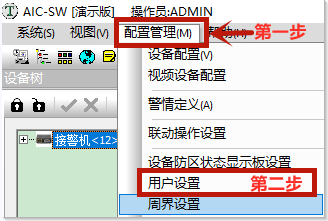 AIC-SW [演示版] 操作员:ADMIN
系统(S) 视图(V) 配置管理(M) 帮助(H) 第一步
设备树
设备配置(V)
视频设备配置
警情定义(A)
联动操作设置
设备防区状态显示板设置
用户设置 第二步
周界设置
接警机<12>